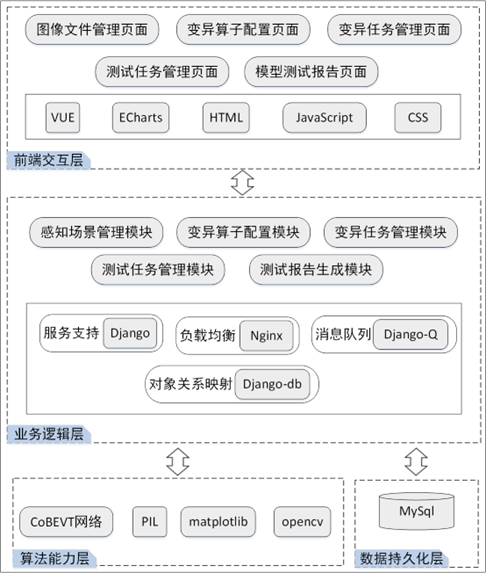 图像文件管理页面 变异算子配置页面 变异任务管理页面
测试任务管理页面 模型测试报告页面
VUE ECharts HTML JavaScript CSS
前端交互层
感知场景管理模块 变异算子配置模块 变异任务管理模块
测试任务管理模块 测试报告生成模块
服务支持 Django 负载均衡 Nginx 消息队列 Django-Q
对象关系映射 Django-db
业务逻辑层
CoBEVT网络 PIL matplotlib opencv
算法能力层
MySql
数据持久化层